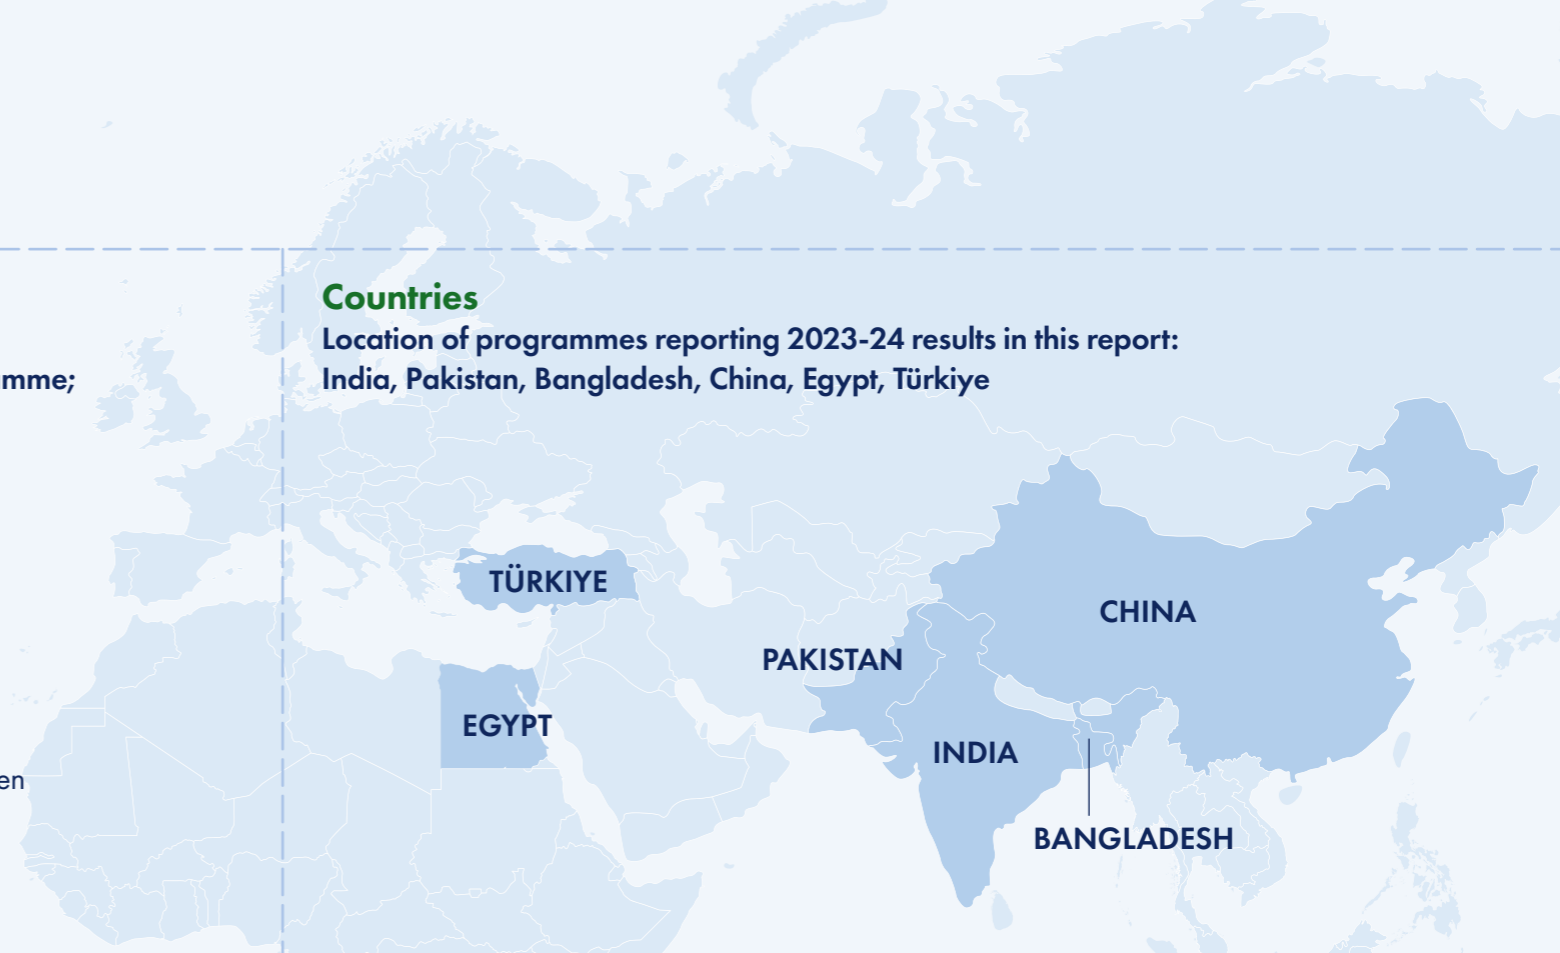 Countries
Location of programmes reporting 2023-24 results in this report:
India, Pakistan, Bangladesh, China, Egypt, Türkiye
mme;
TÜRKIYE
CHINA
PAKISTAN
EGYPT
INDIA
en
BANGLADESH